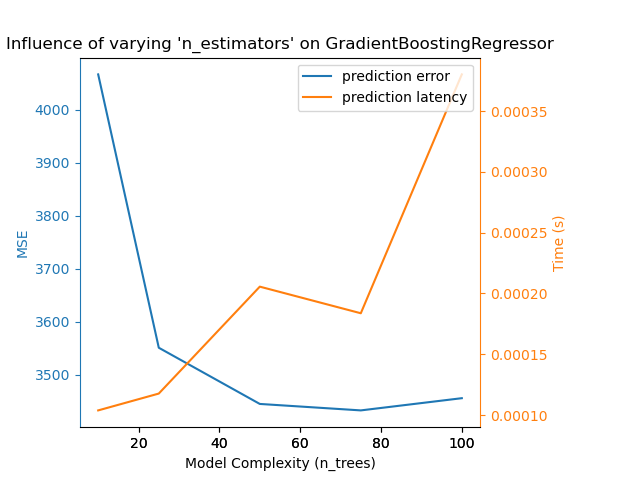 Influence of varying 'n_estimators' on GradientBoostingRegressor
prediction error
prediction latency
4000
3900
3800
3700
3600
3500
MSE
0.00035
0.00030
0.00025
0.00020
0.00015
0.00010
Time (s)
20 40 60 80 100
Model Complexity (n_trees)